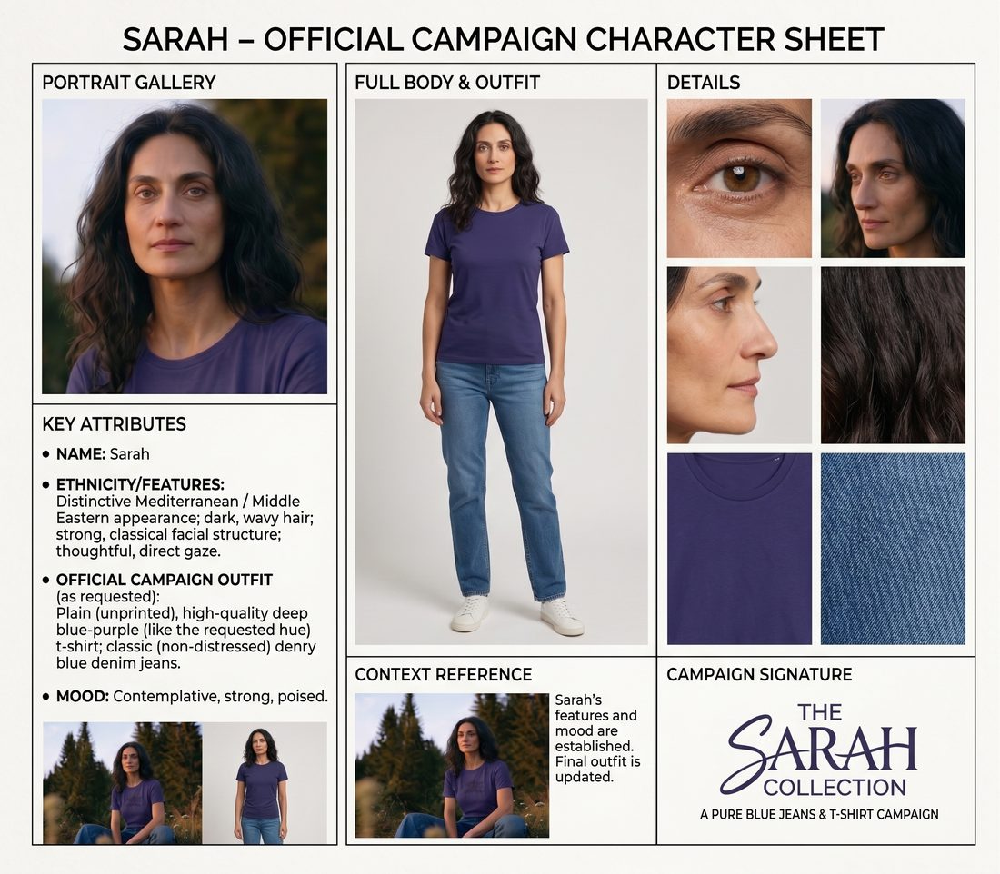 SARAH – OFFICIAL CAMPAIGN CHARACTER SHEET
PORTRAIT GALLERY
KEY ATTRIBUTES
• NAME: Sarah
• ETHNICITY/FEATURES:
Distinctive Mediterranean / Middle
Eastern appearance; dark, wavy hair;
strong, classical facial structure;
thoughtful, direct gaze.
• OFFICIAL CAMPAIGN OUTFIT
(as requested):
Plain (unprinted), high-quality deep
blue-purple (like the requested hue)
t-shirt; classic (non-distressed) denry
blue denim jeans.
• MOOD: Contemplative, strong, poised.
FULL BODY & OUTFIT
DETAILS
CONTEXT REFERENCE
Sarah's
features and
mood are
established.
Final outfit is
updated.
CAMPAIGN SIGNATURE
THE
SARAH
COLLECTION
A PURE BLUE JEANS & T-SHIRT CAMPAIGN